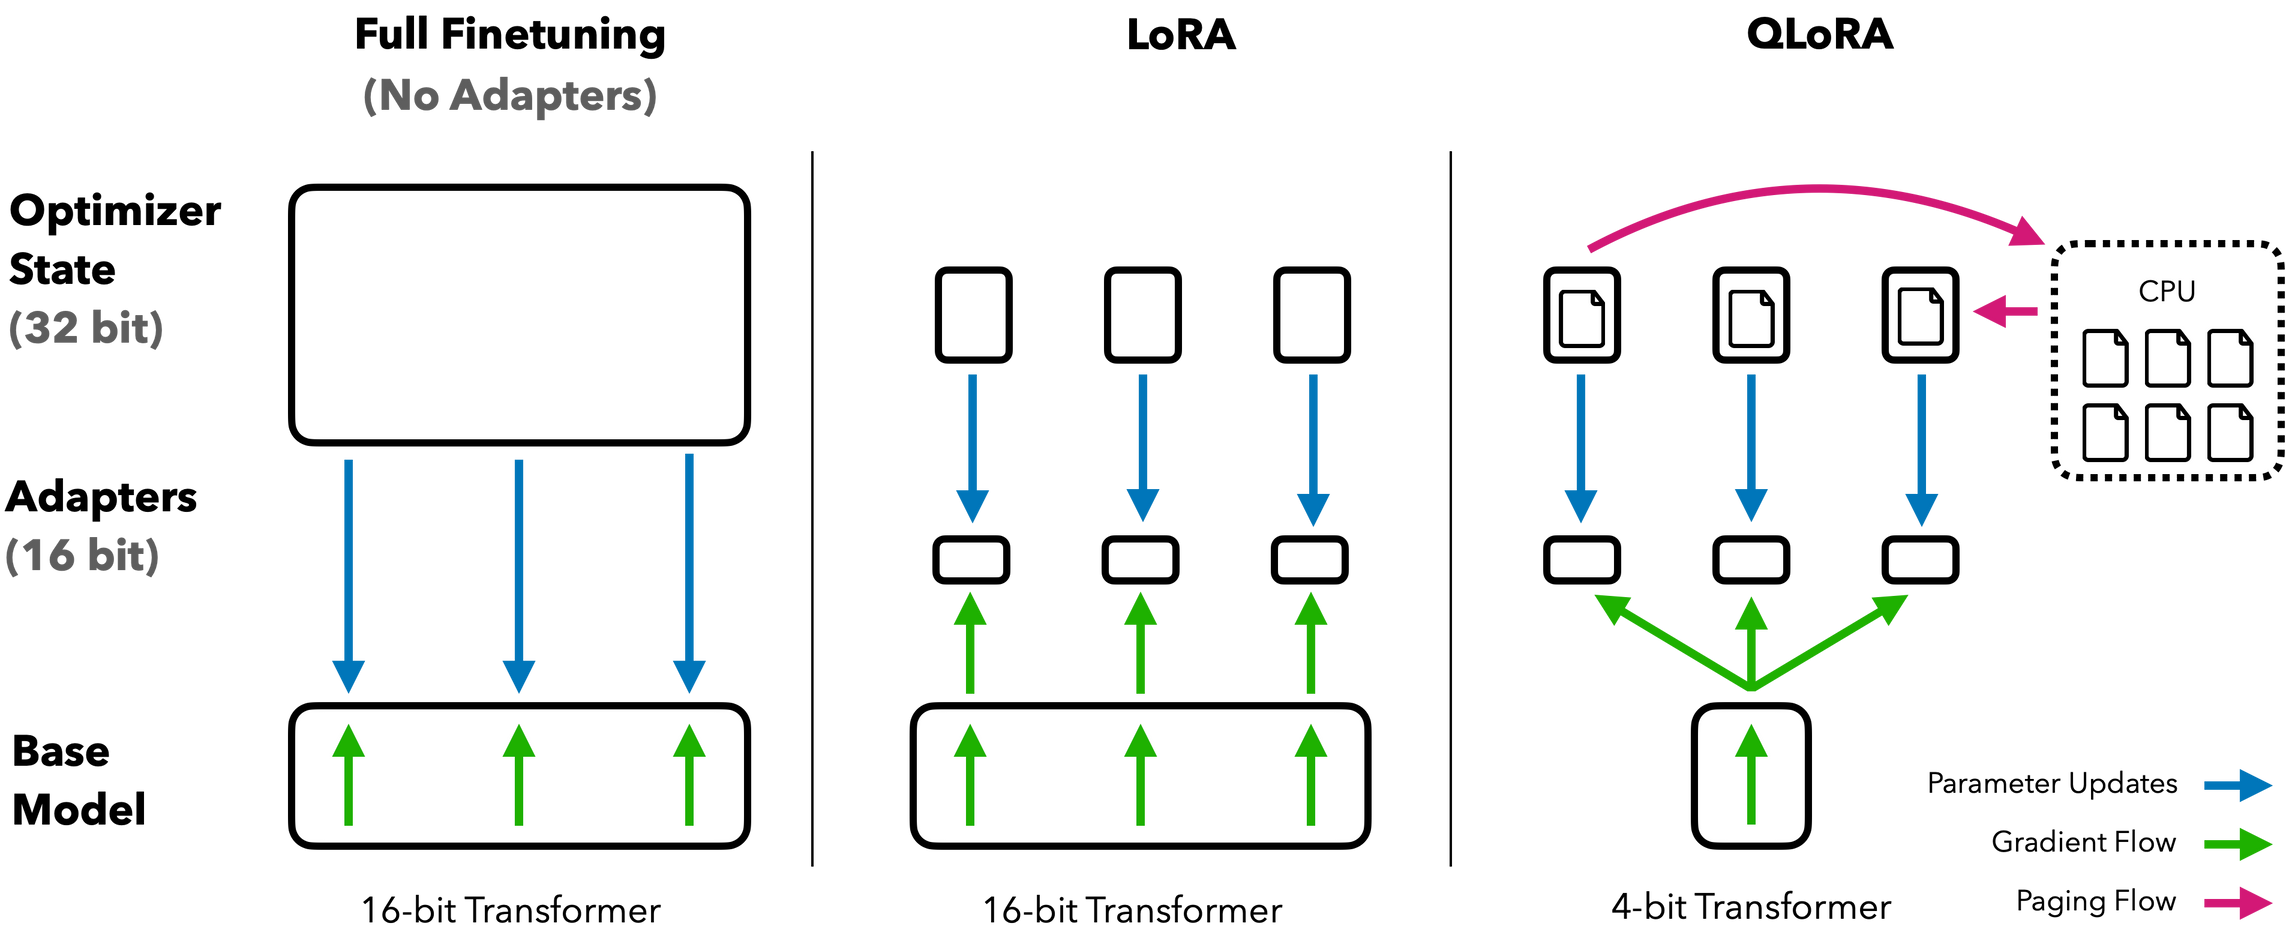 Full Finetuning
(No Adapters)
LoRA
QLoRA
Optimizer
State
(32 bit)
CPU
Adapters
(16 bit)
Base
Model
Parameter Updates
Gradient Flow
Paging Flow
16-bit Transformer
16-bit Transformer
4-bit Transformer